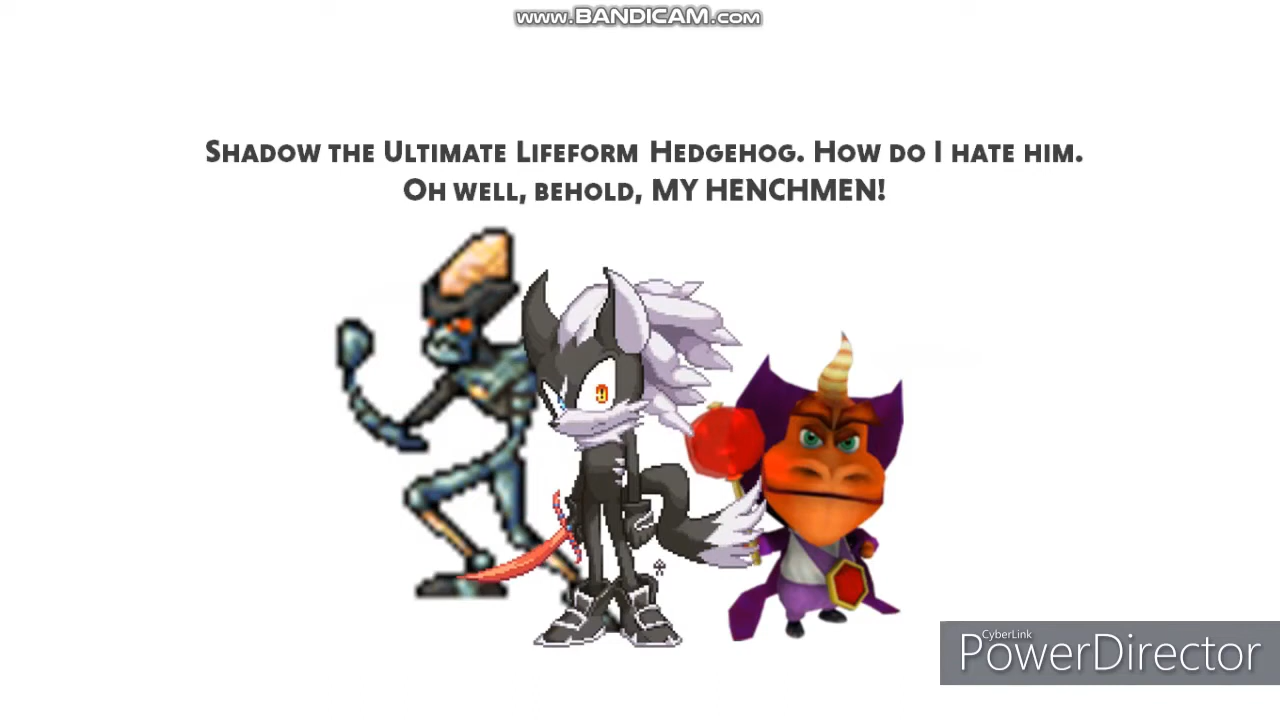 www.BANDICAM.com
Shadow the Ultimate Lifeform Hedgehog. How do I hate him.
Oh well, behold, MY HENCHMEN!
CyberLink
PowerDirector